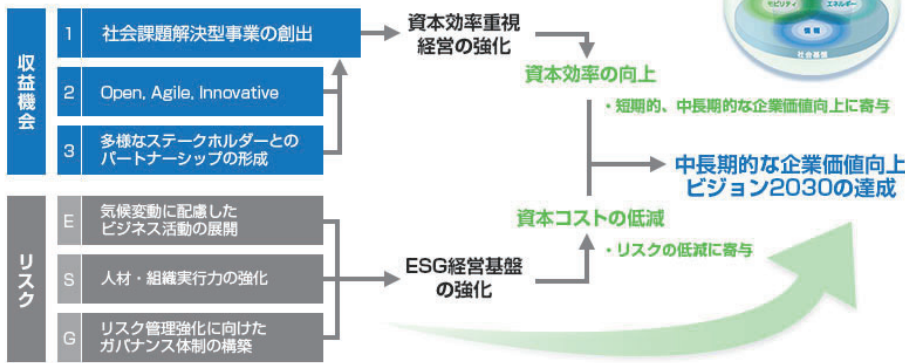 モビリティ
エネルギー
情報
社会基盤
収益機会
1
社会課題解決型事業の創出
2
Open, Agile, Innovative
3
多様なステークホルダーとの
パートナーシップの形成
資本効率重視
経営の強化
資本効率の向上
・短期的、中長期的な企業価値向上に寄与
中長期的な企業価値向上
ビジョン2030の達成
リスク
E
気候変動に配慮した
ビジネス活動の展開
S
人材・組織実行力の強化
G
リスク管理強化に向けた
ガバナンス体制の構築
ESG経営基盤
の強化
資本コストの低減
・リスクの低減に寄与